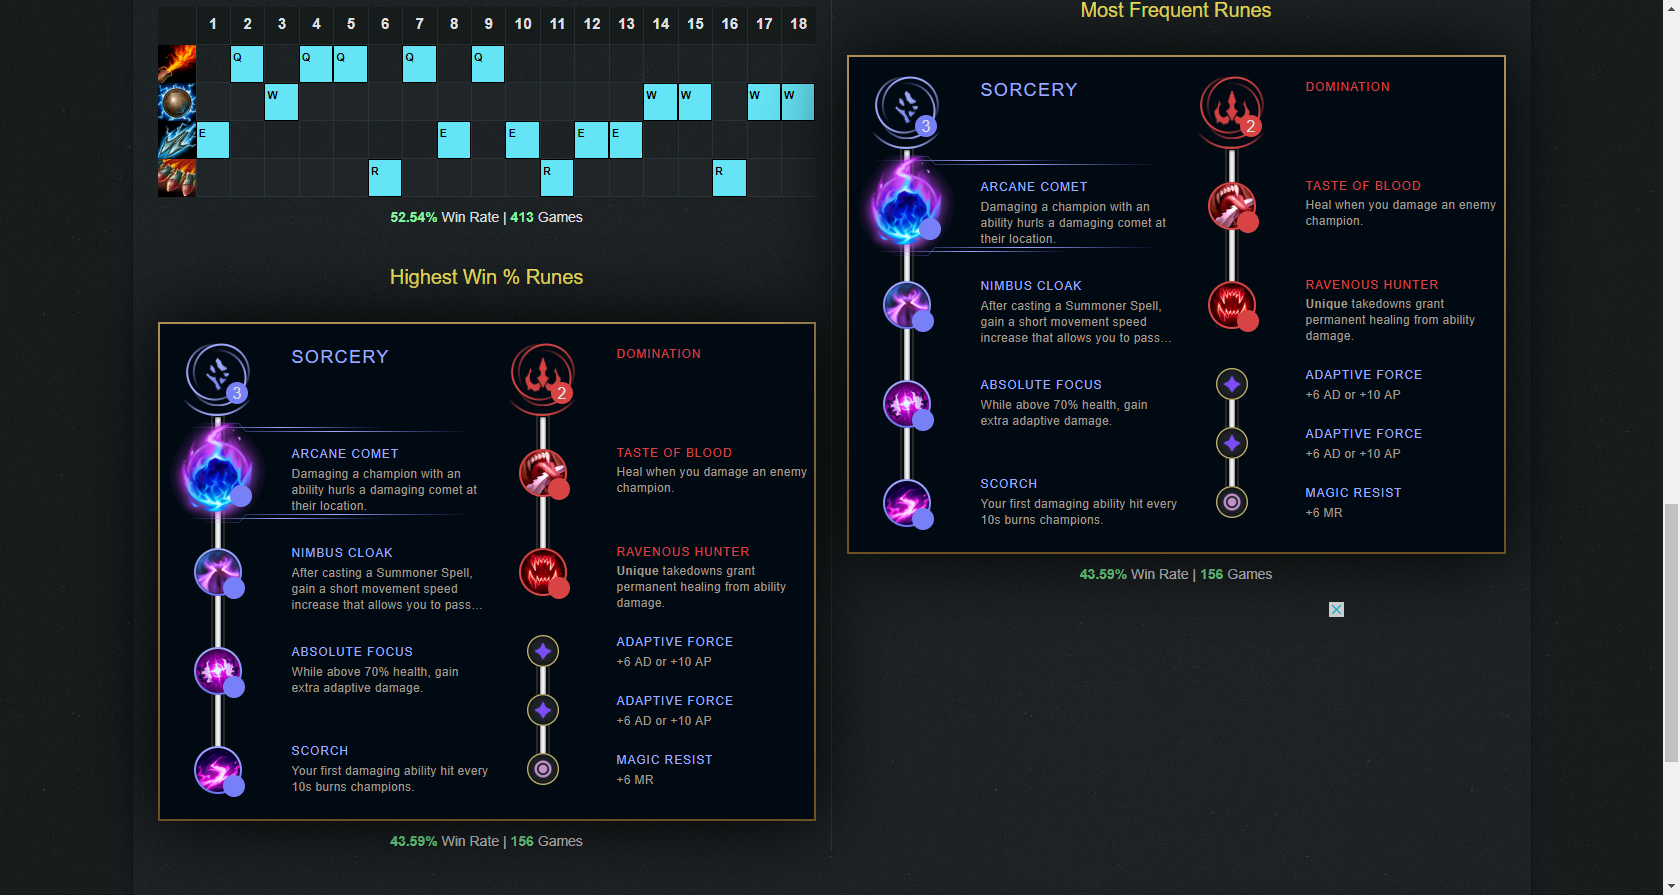 1 2 3 4 5 6 7 8 9 10 11 12 13 14 15 16 17 18
Q Q Q Q Q
W W W W W
E E E E E
R R R
52.54% Win Rate | 413 Games
Highest Win % Runes
SORCERY
3
ARCANE COMET
Damaging a champion with an
ability hurls a damaging comet at
their location.
NIMBUS CLOAK
After casting a Summoner Spell,
gain a short movement speed
increase that allows you to pass...
ABSOLUTE FOCUS
While above 70% health, gain
extra adaptive damage.
SCORCH
Your first damaging ability hit every
10s burns champions.
DOMINATION
2
TASTE OF BLOOD
Heal when you damage an enemy
champion.
RAVENOUS HUNTER
Unique takedowns grant
permanent healing from ability
damage.
ADAPTIVE FORCE
+6 AD or +10 AP
ADAPTIVE FORCE
+6 AD or +10 AP
MAGIC RESIST
+6 MR
43.59% Win Rate | 156 Games
Most Frequent Runes
SORCERY
3
ARCANE COMET
Damaging a champion with an
ability hurls a damaging comet at
their location.
NIMBUS CLOAK
After casting a Summoner Spell,
gain a short movement speed
increase that allows you to pass...
ABSOLUTE FOCUS
While above 70% health, gain
extra adaptive damage.
SCORCH
Your first damaging ability hit every
10s burns champions.
DOMINATION
2
TASTE OF BLOOD
Heal when you damage an enemy
champion.
RAVENOUS HUNTER
Unique takedowns grant
permanent healing from ability
damage.
ADAPTIVE FORCE
+6 AD or +10 AP
ADAPTIVE FORCE
+6 AD or +10 AP
MAGIC RESIST
+6 MR
43.59% Win Rate | 156 Games